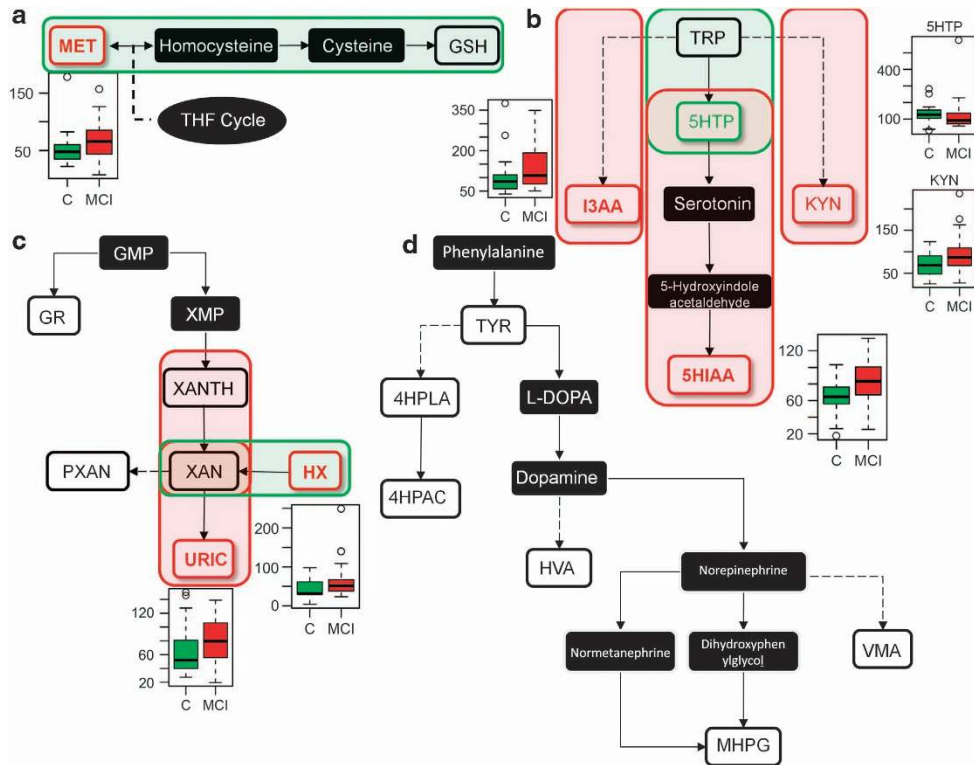 a
MET
Homocysteine
Cysteine
GSH
THF Cycle
150
50
C
MCI
b
TRP
5HTP
I3AA
Serotonin
KYN
5-Hydroxyindole
acetaldehyde
5HIAA
350
200
50
C
MCI
5HTP
400
100
C
MCI
KYN
150
50
C
MCI
120
60
20
C
MCI
c
GMP
GR
XMP
XANTH
PXAN
XAN
HX
URIC
200
100
0
C
MCI
120
60
20
C
MCI
d
Phenylalanine
TYR
4HPLA
L-DOPA
4HPAC
Dopamine
HVA
Norepinephrine
Normetanephrine
Dihydroxyphen
ylglycol
VMA
MHPG